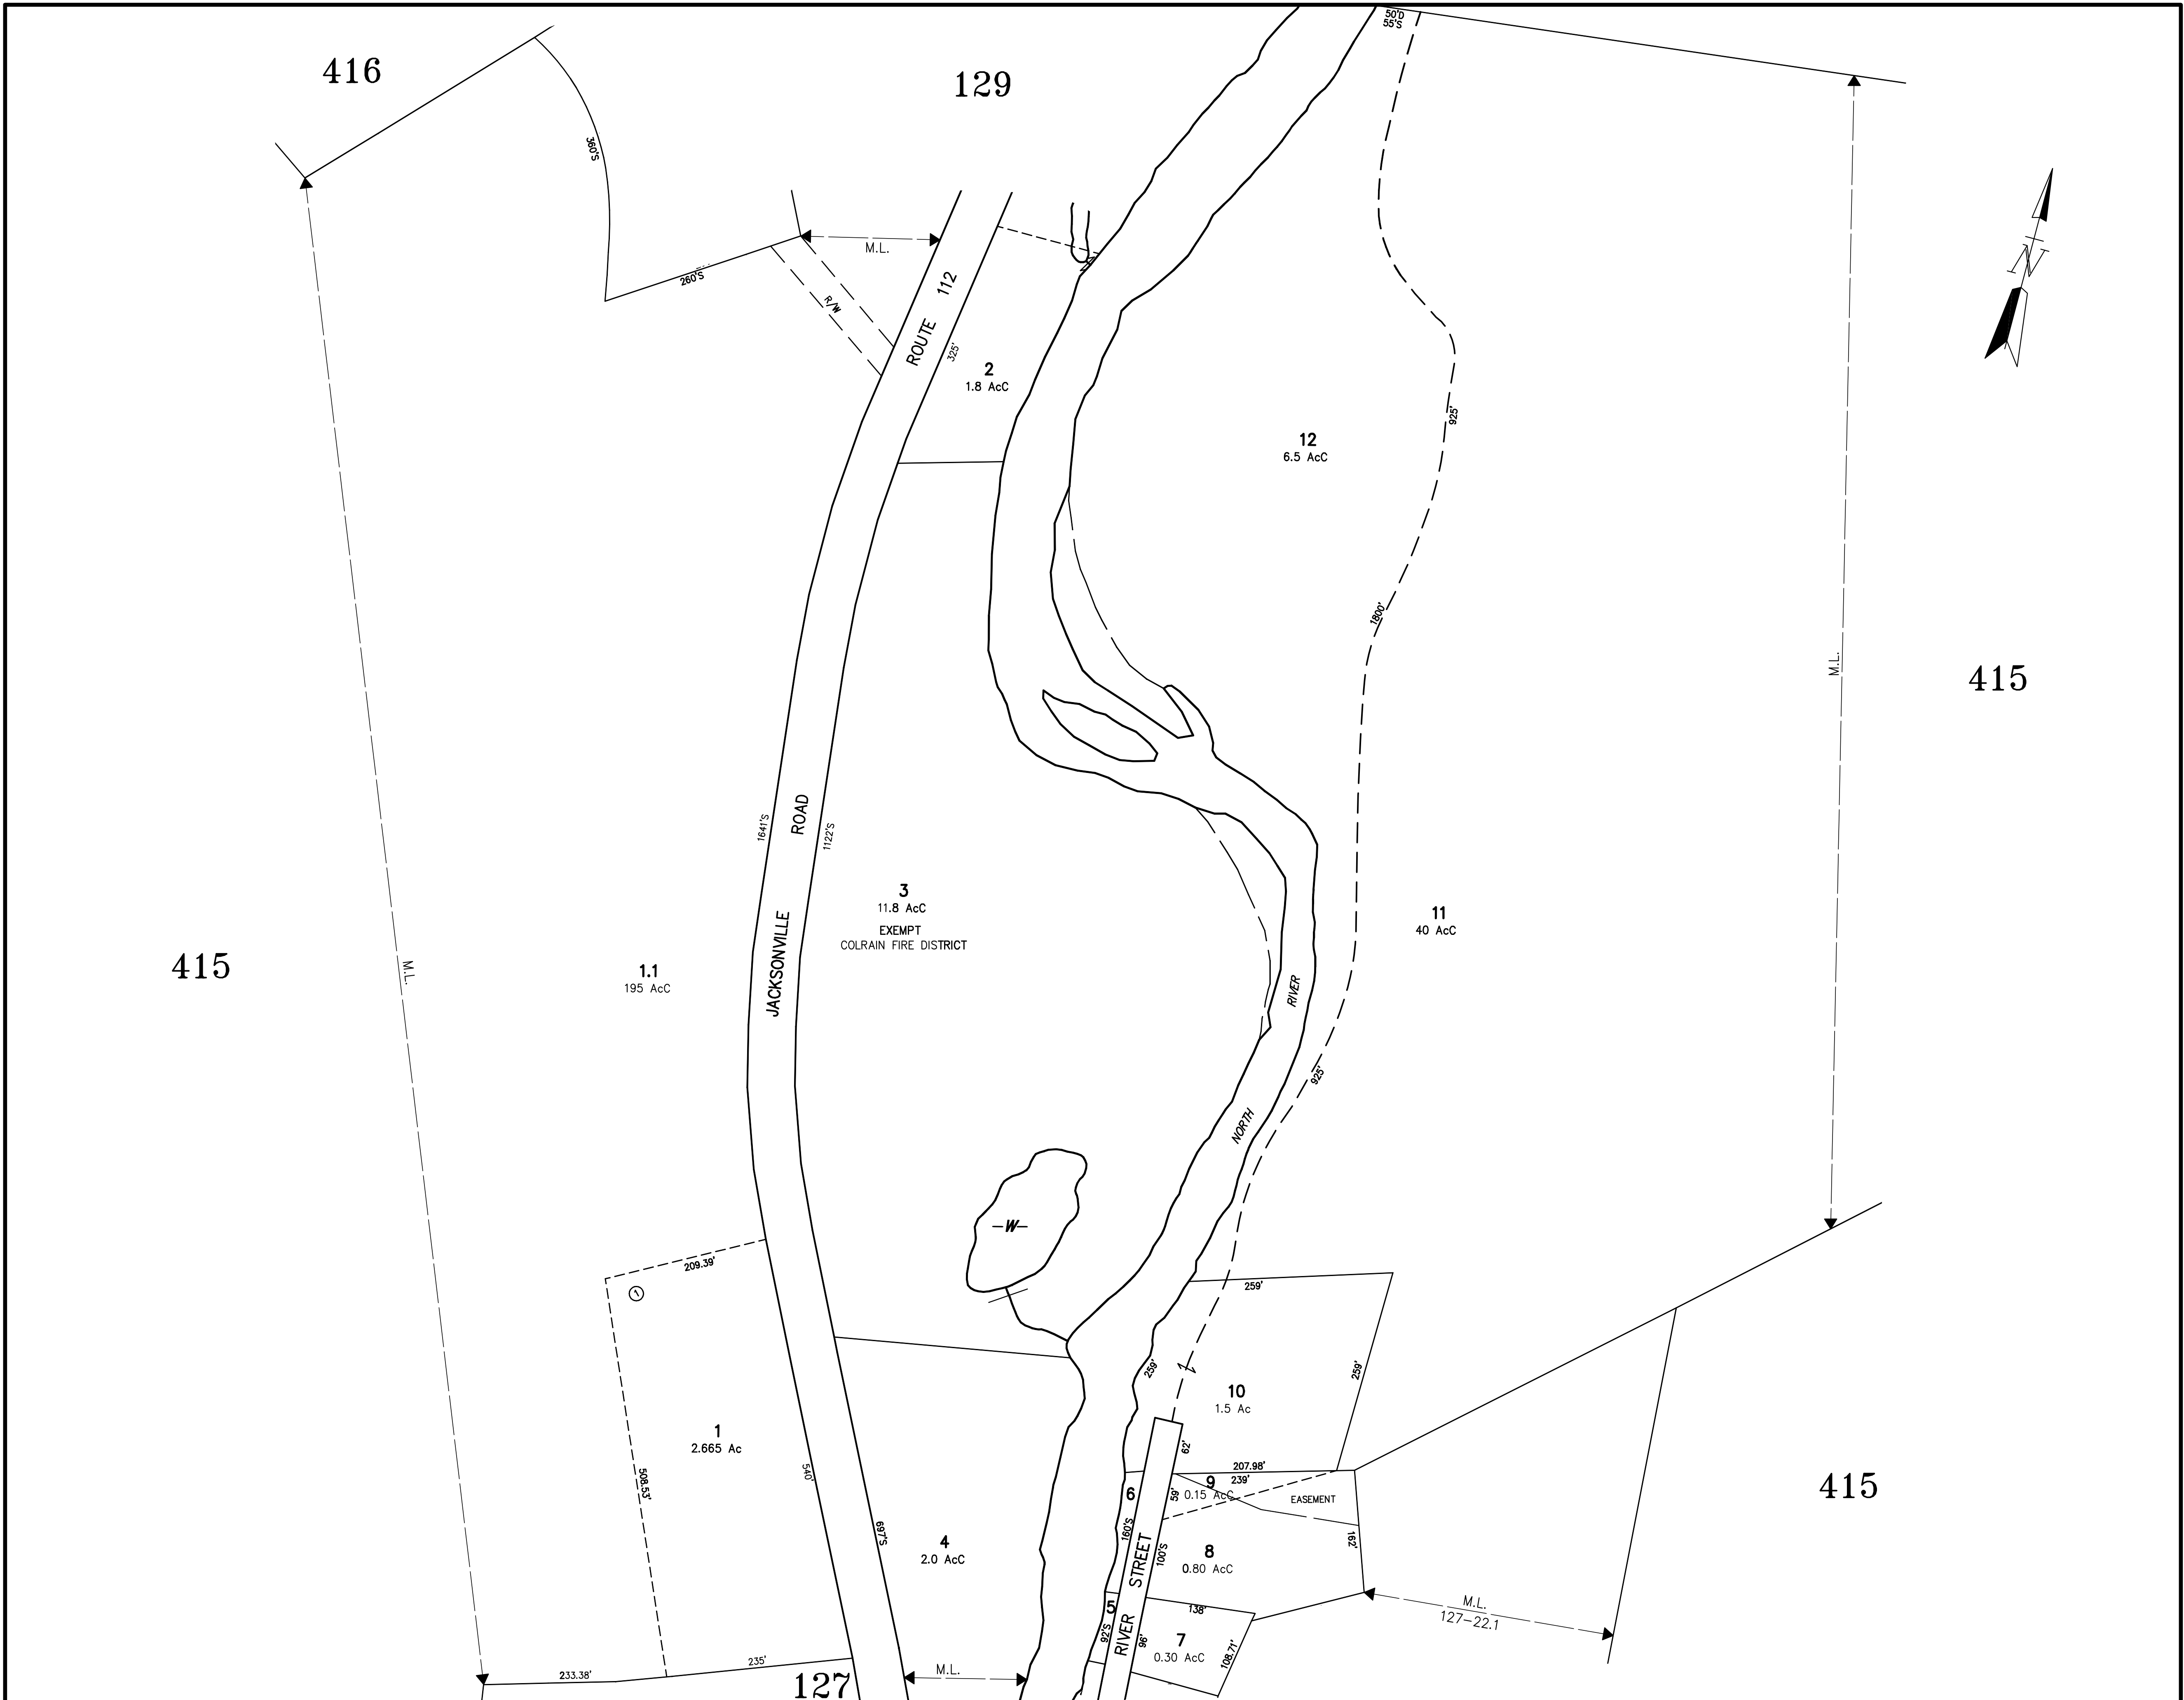 50'D
55'S
416
129
360'S
M.L.
260'S
R/W
ROUTE 112
325'
2
1.8 AcC
N
12
6.5 AcC
925'
1800'
M.L.
415
1641'S
ROAD
1122'S
3
11.8 AcC
EXEMPT
COLRAIN FIRE DISTRICT
JACKSONVILLE
11
40 AcC
415
M.L.
1.1
195 AcC
RIVER
925'
NORTH
-W-
209.39'
1
259'
259'
259'
10
1.5 Ac
1
2.665 Ac
540'
508.53'
62'
207.98'
239'
9
0.15 AcC
EASEMENT
59'
6
160'S
415
697'S
4
2.0 AcC
STREET
100'S
8
0.80 AcC
162'
M.L.
127-22.1
5
92'S
RIVER
138'
96'
7
0.30 AcC
108.71'
233.38'
235'
127
M.L.